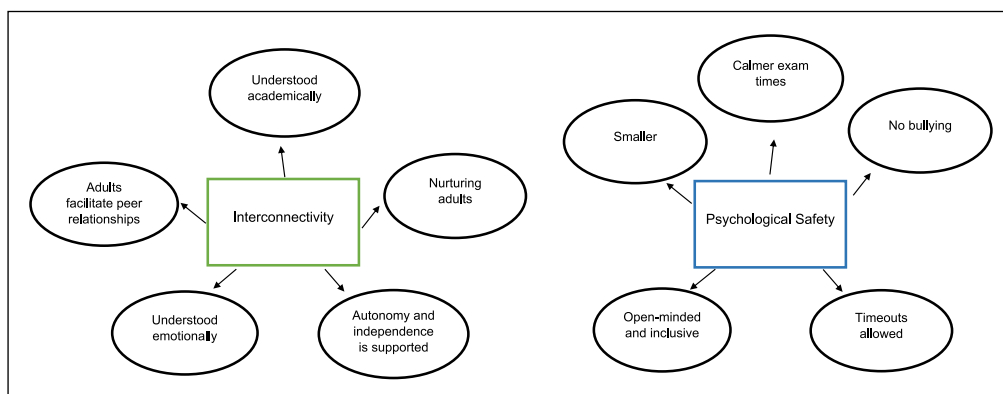 Understood
academically
Adults
facilitate peer
relationships
Interconnectivity
Nurturing
adults
Understood
emotionally
Autonomy and
independence
is supported
Calmer exam
times
Smaller
No bullying
Psychological Safety
Open-minded
and inclusive
Timeouts
allowed